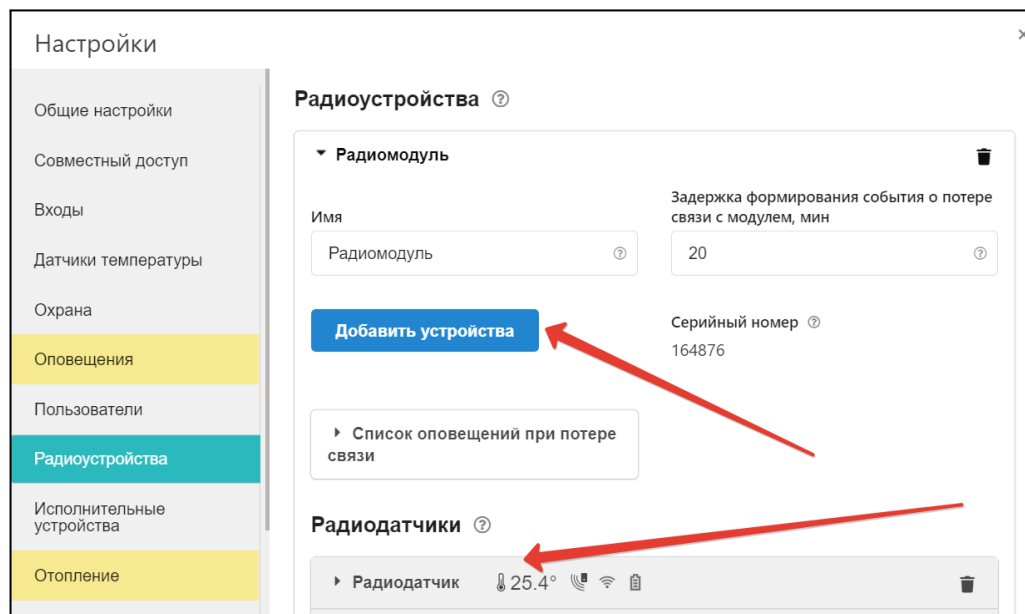 Настройки
Общие настройки
Совместный доступ
Входы
Датчики температуры
Охрана
Оповещения
Пользователи
Радиоустройства
Исполнительные
устройства
Отопление
Радиоустройства
Радиомодуль
Имя
Радиомодуль
Задержка формирования события о потере
связи с модулем, мин
20
Добавить устройства
Серийный номер
164876
Список оповещений при потере
связи
Радиодатчики
Радиодатчик 25.4°